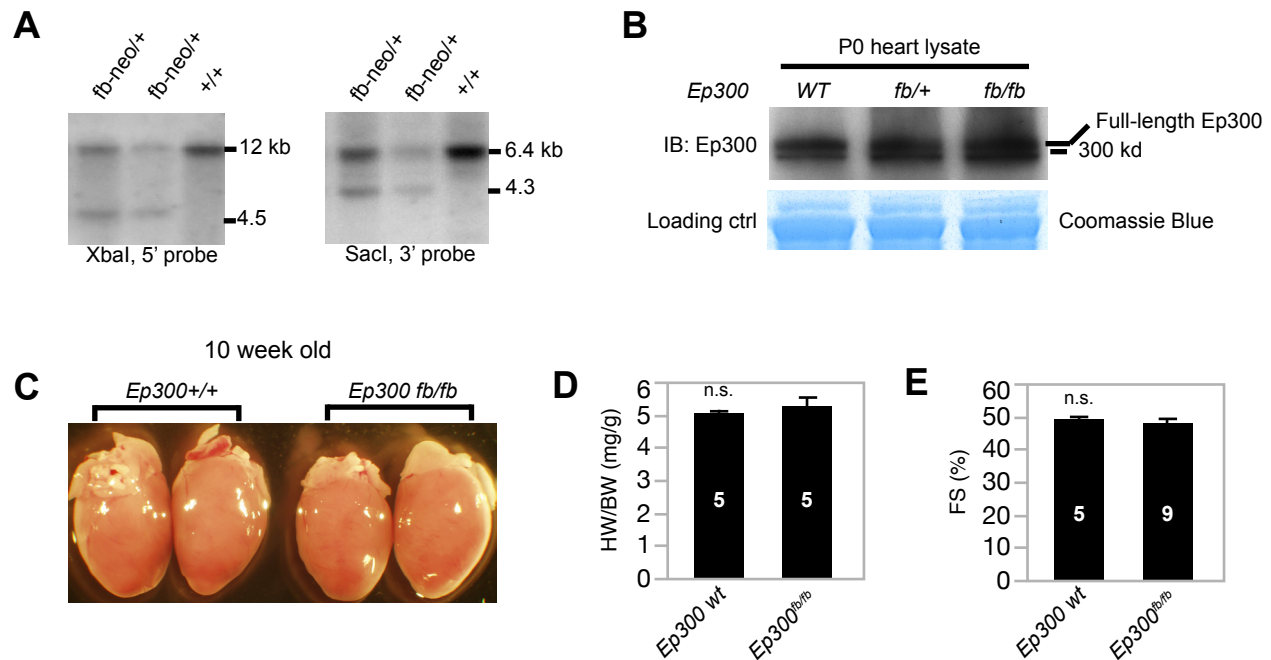 A
fb-neo/+
fb-neo/+
+/+
12 kb
4.5
XbaI, 5’ probe
fb-neo/+
fb-neo/+
+/+
6.4 kb
4.3
SacI, 3’ probe
B
P0 heart lysate
Ep300 WT fb/+ fb/fb
IB: Ep300
Full-length Ep300
300 kd
Loading ctrl
Coomassie Blue
10 week old
C
Ep300+/+
Ep300 fb/fb
D
HW/BW (mg/g)
6
5
4
3
2
1
0
n.s.
5
5
Ep300 wt
Ep300fb/fb
E
FS (%)
60
50
40
30
20
10
0
n.s.
5
9
Ep300 wt
Ep300fb/fb